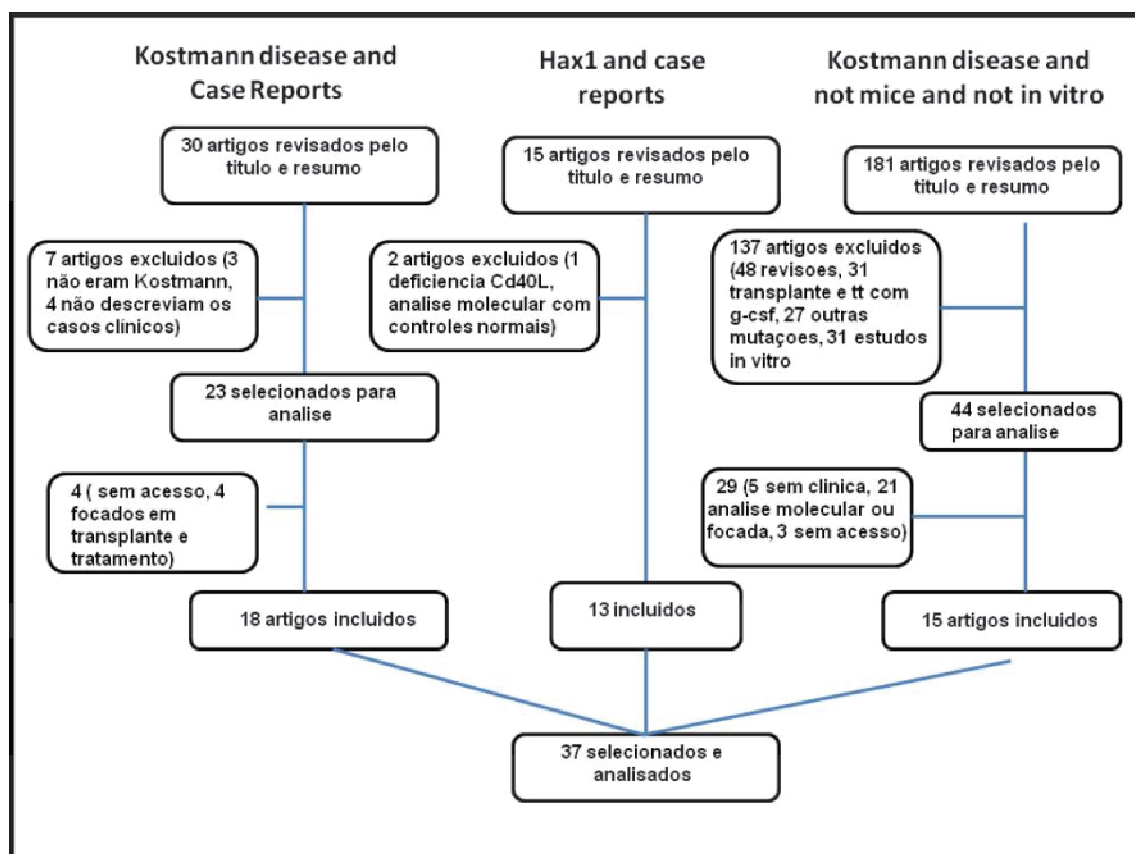 Kostmann disease and
Case Reports
30 artigos revisados pelo
titulo e resumo
7 artigos excluidos (3
não eram Kostmann,
4 não descreviam os
casos clínicos)
23 selecionados para
analise
4 ( sem acesso, 4
focados em
transplante e
tratamento)
18 artigos incluidos
Hax1 and case
reports
15 artigos revisados pelo
titulo e resumo
2 artigos excluidos (1
deficiencia Cd40L,
analise molecular com
controles normais)
13 incluidos
Kostmann disease and
not mice and not in vitro
181 artigos revisados pelo
titulo e resumo
137 artigos excluidos
(48 revisoes, 31
transplante e tt com
g-csf, 27 outras
mutaçoes, 31 estudos
in vitro
44 selecionados
para analise
29 (5 sem clinica, 21
analise molecular ou
focada, 3 sem acesso)
15 artigos incluidos
37 selecionados e
analisados